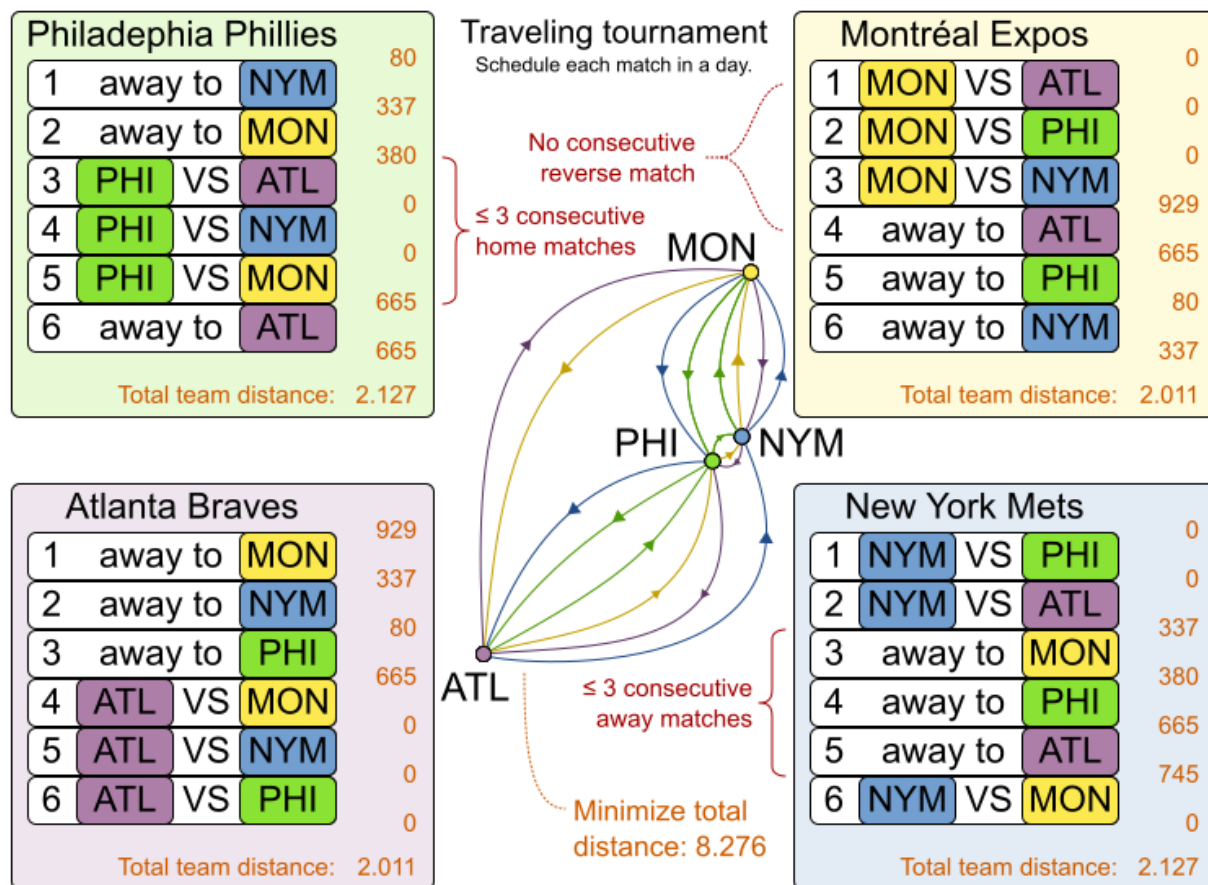 Philadephia Phillies
80
1 away to NYM
337
2 away to MON
380
3 PHI VS ATL
0
4 PHI VS NYM
0
5 PHI VS MON
665
6 away to ATL
665
Total team distance: 2.127
Traveling tournament
Schedule each match in a day.
No consecutive
reverse match
≤ 3 consecutive
home matches
Montréal Expos
0
1 MON VS ATL
0
2 MON VS PHI
0
3 MON VS NYM
929
4 away to ATL
665
5 away to PHI
80
6 away to NYM
337
Total team distance: 2.011
MON
PHI
NYM
ATL
Atlanta Braves
929
1 away to MON
337
2 away to NYM
80
3 away to PHI
665
4 ATL VS MON
0
5 ATL VS NYM
0
6 ATL VS PHI
0
Total team distance: 2.011
≤ 3 consecutive
away matches
Minimize total
distance: 8.276
New York Mets
0
1 NYM VS PHI
0
2 NYM VS ATL
337
3 away to MON
380
4 away to PHI
665
5 away to ATL
745
6 NYM VS MON
0
Total team distance: 2.127